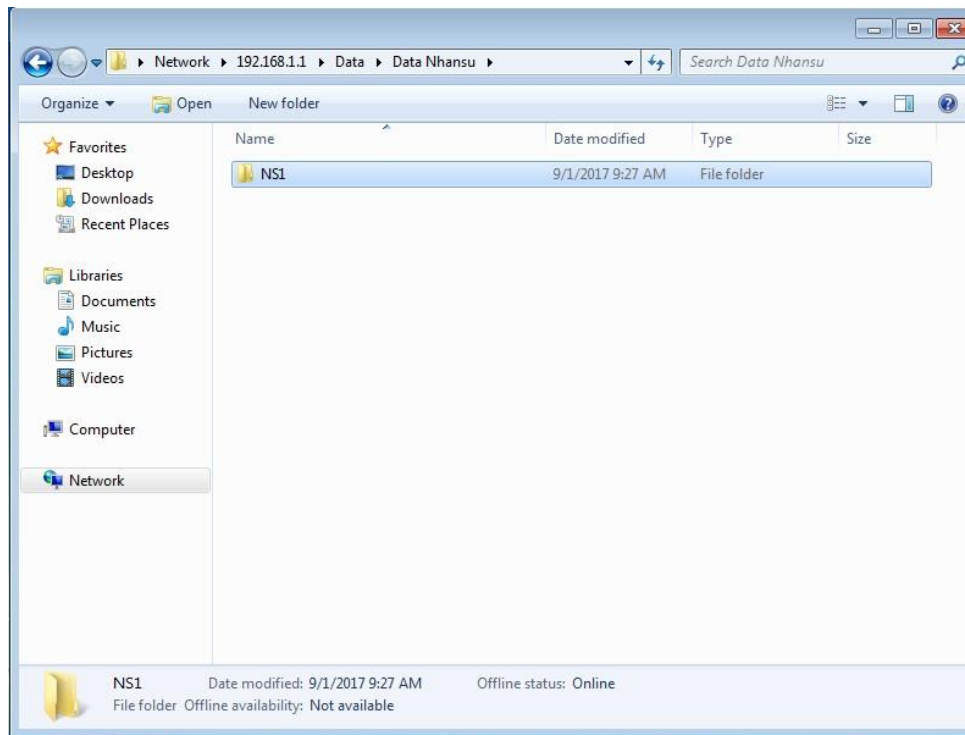 Network ▸ 192.168.1.1 ▸ Data ▸ Data Nhansu ▸
Search Data Nhansu
Organize Open New folder
Name Date modified Type Size
NS1 9/1/2017 9:27 AM File folder
Favorites
Desktop
Downloads
Recent Places
Libraries
Documents
Music
Pictures
Videos
Computer
Network
NS1 Date modified: 9/1/2017 9:27 AM Offline status: Online
File folder Offline availability: Not available